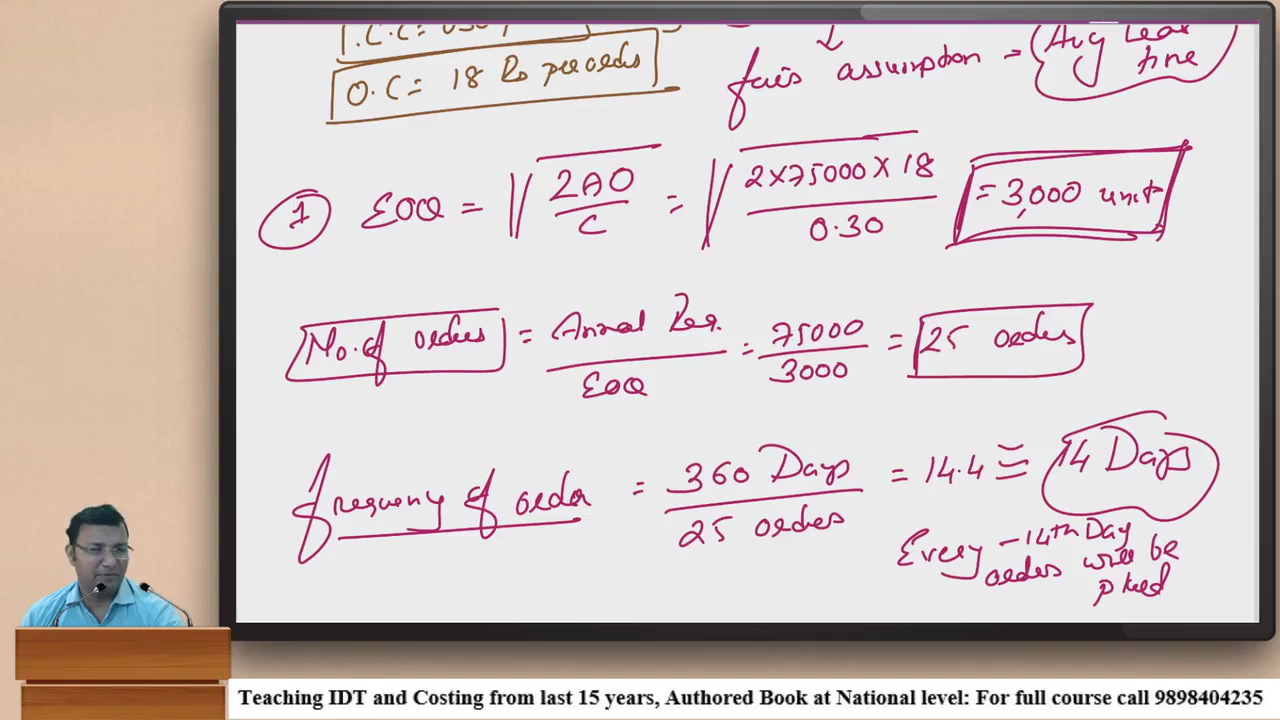 .C.C = 0.30
O.C = 18 Rs per order
fair assumption = Avg Lead time
① EOQ = √(2AO/C) = √(2×75000×18/0.30) = 3,000 unit
No. of orders = Annual Req. / EOQ = 75000/3000 = 25 orders
frequency of order = 360 Days / 25 orders = 14.4 ≅ 14 Days
Every - 14th Day
orders will be
Teaching IDT and Costing from last 15 years, Authored Book at National level: For full course call 9898404235